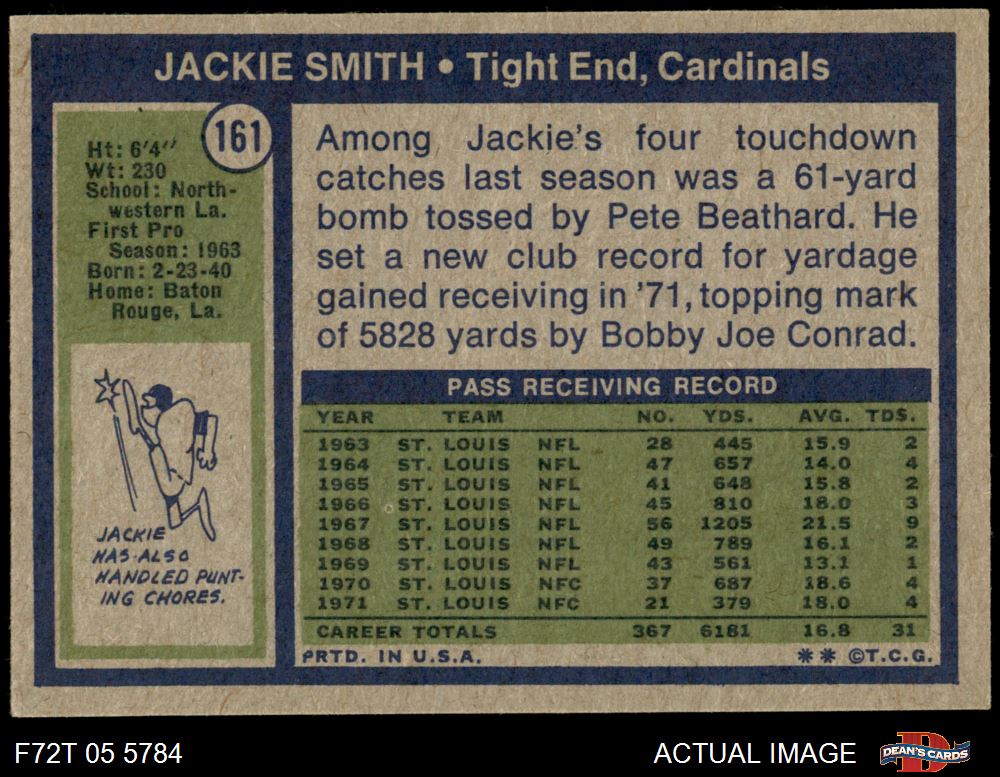 JACKIE SMITH • Tight End, Cardinals
161
Ht: 6'4''
Wt: 230
School: North-
western La.
First Pro
Season: 1963
Born: 2-23-40
Home: Baton
Rouge, La.
JACKIE
HAS ALSO
HANDLED PUNT-
ING CHORES.
Among Jackie's four touchdown
catches last season was a 61-yard
bomb tossed by Pete Beathard. He
set a new club record for yardage
gained receiving in '71, topping mark
of 5828 yards by Bobby Joe Conrad.
PASS RECEIVING RECORD
YEAR TEAM NO. YDS. AVG. TDS.
1963 ST. LOUIS NFL 28 445 15.9 2
1964 ST. LOUIS NFL 47 657 14.0 4
1965 ST. LOUIS NFL 41 648 15.8 2
1966 ST. LOUIS NFL 45 810 18.0 3
1967 ST. LOUIS NFL 56 1205 21.5 9
1968 ST. LOUIS NFL 49 789 16.1 2
1969 ST. LOUIS NFL 43 561 13.1 1
1970 ST. LOUIS NFC 37 687 18.6 4
1971 ST. LOUIS NFC 21 379 18.0 4
CAREER TOTALS 367 6181 16.8 31
PRTD. IN U.S.A. ** ©T.C.G.
F72T 05 5784 ACTUAL IMAGE
D
DEAN'S CARDS